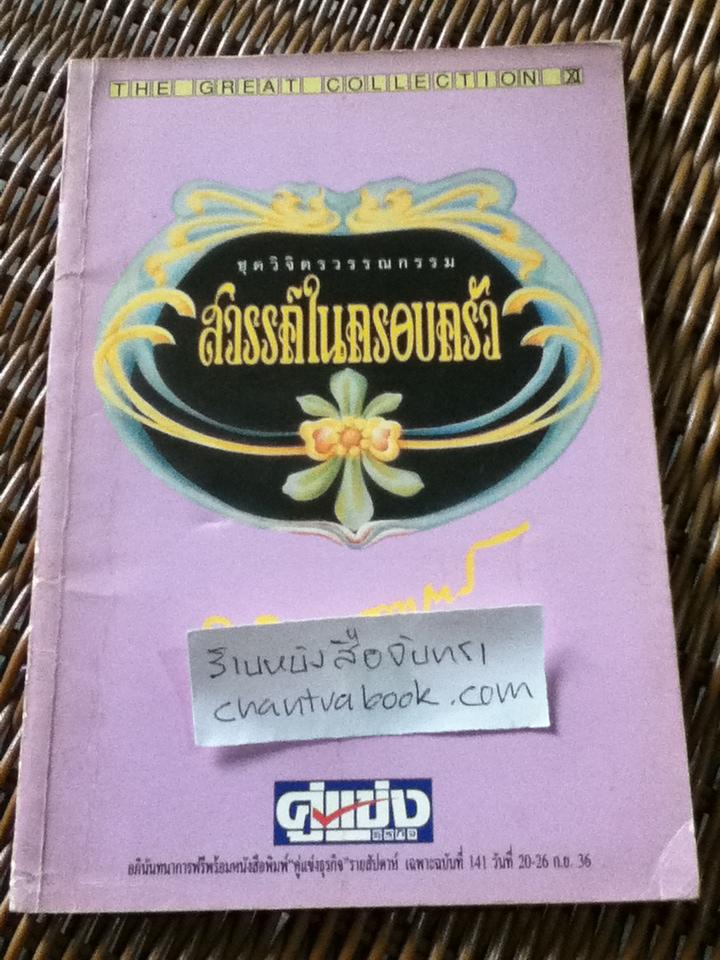 THE GREAT COLLECTION XI
ชุดวิจิตรวรรณกรรม
สวรรค์ในครอบครัว
ร้านหนังสือจันทรา
chantrabook.com
คู่แข่ง
ธุรกิจ
อภินันทนาการฟรีพร้อมหนังสือพิมพ์"คู่แข่งธุรกิจ"รายสัปดาห์ เฉพาะฉบับที่ 141 วันที่ 20-26 ก.ย. 36